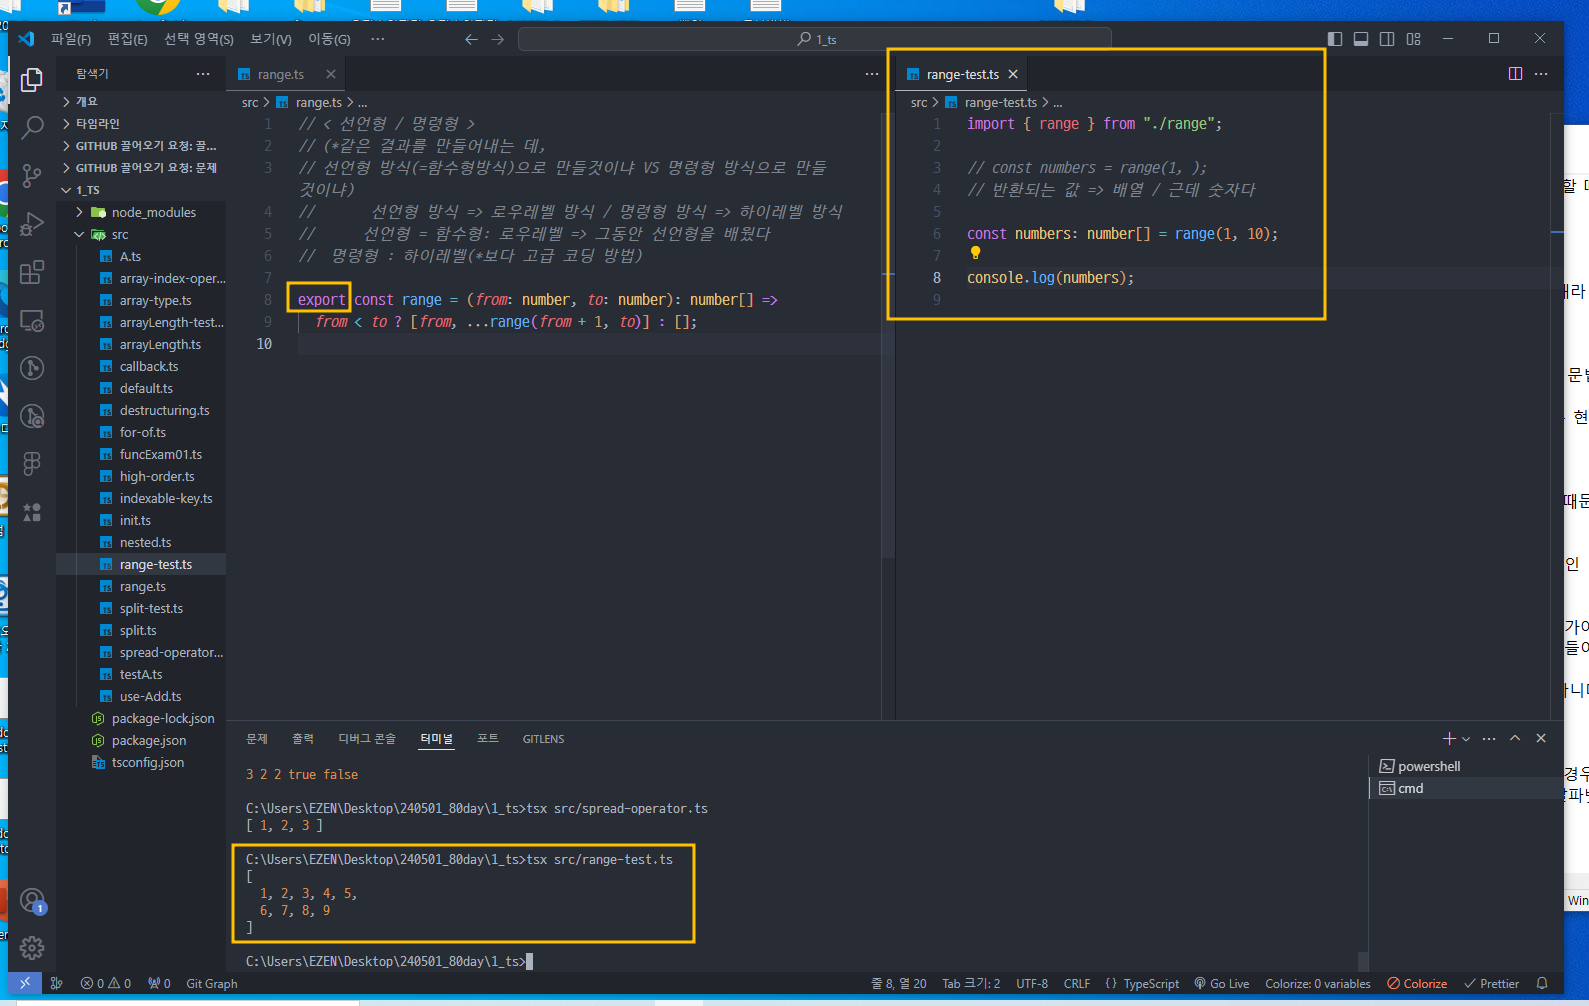 파일(F) 편집(E) 선택 영역(S) 보기(V) 이동(G) ... 1_ts
탐색기 ...
개요
타임라인
GITHUB 끌어오기 요청: 끌...
GITHUB 끌어오기 요청: 문제
1_TS
node_modules
src
A.ts
array-index-oper...
array-type.ts
arrayLength-test...
arrayLength.ts
callback.ts
default.ts
destructuring.ts
for-of.ts
funcExam01.ts
high-order.ts
indexable-key.ts
init.ts
nested.ts
range-test.ts
range.ts
split-test.ts
split.ts
spread-operator...
testA.ts
use-Add.ts
package-lock.json
package.json
tsconfig.json
range.ts
src > range.ts > ...
1 // < 선언형 / 명령형 >
2 // (*같은 결과를 만들어내는 데,
3 // 선언형 방식(=함수형방식)으로 만들것이냐 VS 명령형 방식으로 만들
것이냐)
4 // 선언형 방식 => 로우레벨 방식 / 명령형 방식 => 하이레벨 방식
5 // 선언형 = 함수형: 로우레벨 => 그동안 선언형을 배웠다
6 // 명령형 : 하이레벨(*보다 고급 코딩 방법)
7
8 export const range = (from: number, to: number): number[] =>
9 from < to ? [from, ...range(from + 1, to)] : [];
10
range-test.ts
src > range-test.ts > ...
1 import { range } from "./range";
2
3 // const numbers = range(1, );
4 // 반환되는 값 => 배열 / 근데 숫자다
5
6 const numbers: number[] = range(1, 10);
7
8 console.log(numbers);
9
문제 출력 디버그 콘솔 터미널 포트 GITLENS
3 2 2 true false
C:\Users\EZEN\Desktop\240501_80day\1_ts>tsx src/spread-operator.ts
[ 1, 2, 3 ]
C:\Users\EZEN\Desktop\240501_80day\1_ts>tsx src/range-test.ts
[
1, 2, 3, 4, 5,
6, 7, 8, 9
]
C:\Users\EZEN\Desktop\240501_80day\1_ts>
powershell
cmd
1
0 0 0 Git Graph 줄 8, 열 20 Tab 크기: 2 UTF-8 CRLF {} TypeScript Go Live Colorize: 0 variables Colorize Prettier
Win